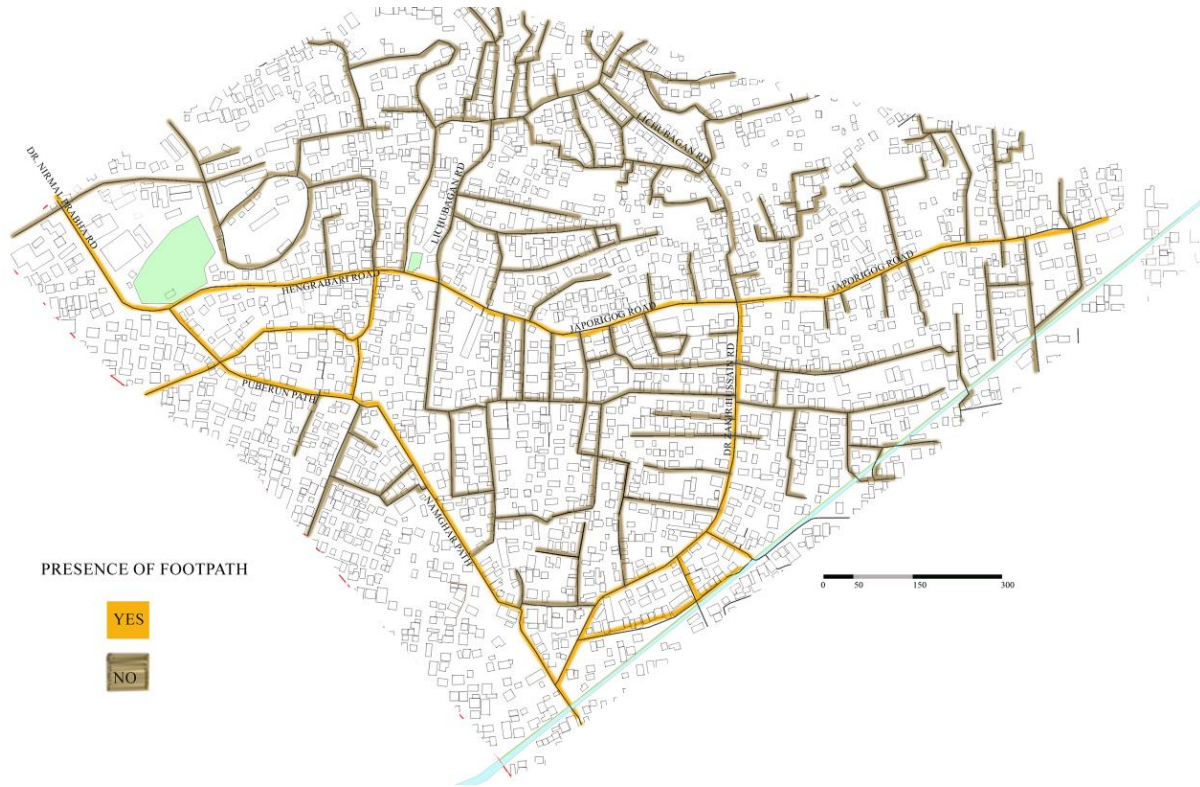 LICHUBAGAN RD
DR. NIRMAL PRABHA RD
LICHUBAGAN RD
HENGRABARI ROAD
JAPORIGOG ROAD
JAPORIGOG ROAD
PUBERUN PATH
DR. ZAKIR HUSSAIN RD
NAMGHAR PATH
PRESENCE OF FOOTPATH
YES
NO
0 50 150 300